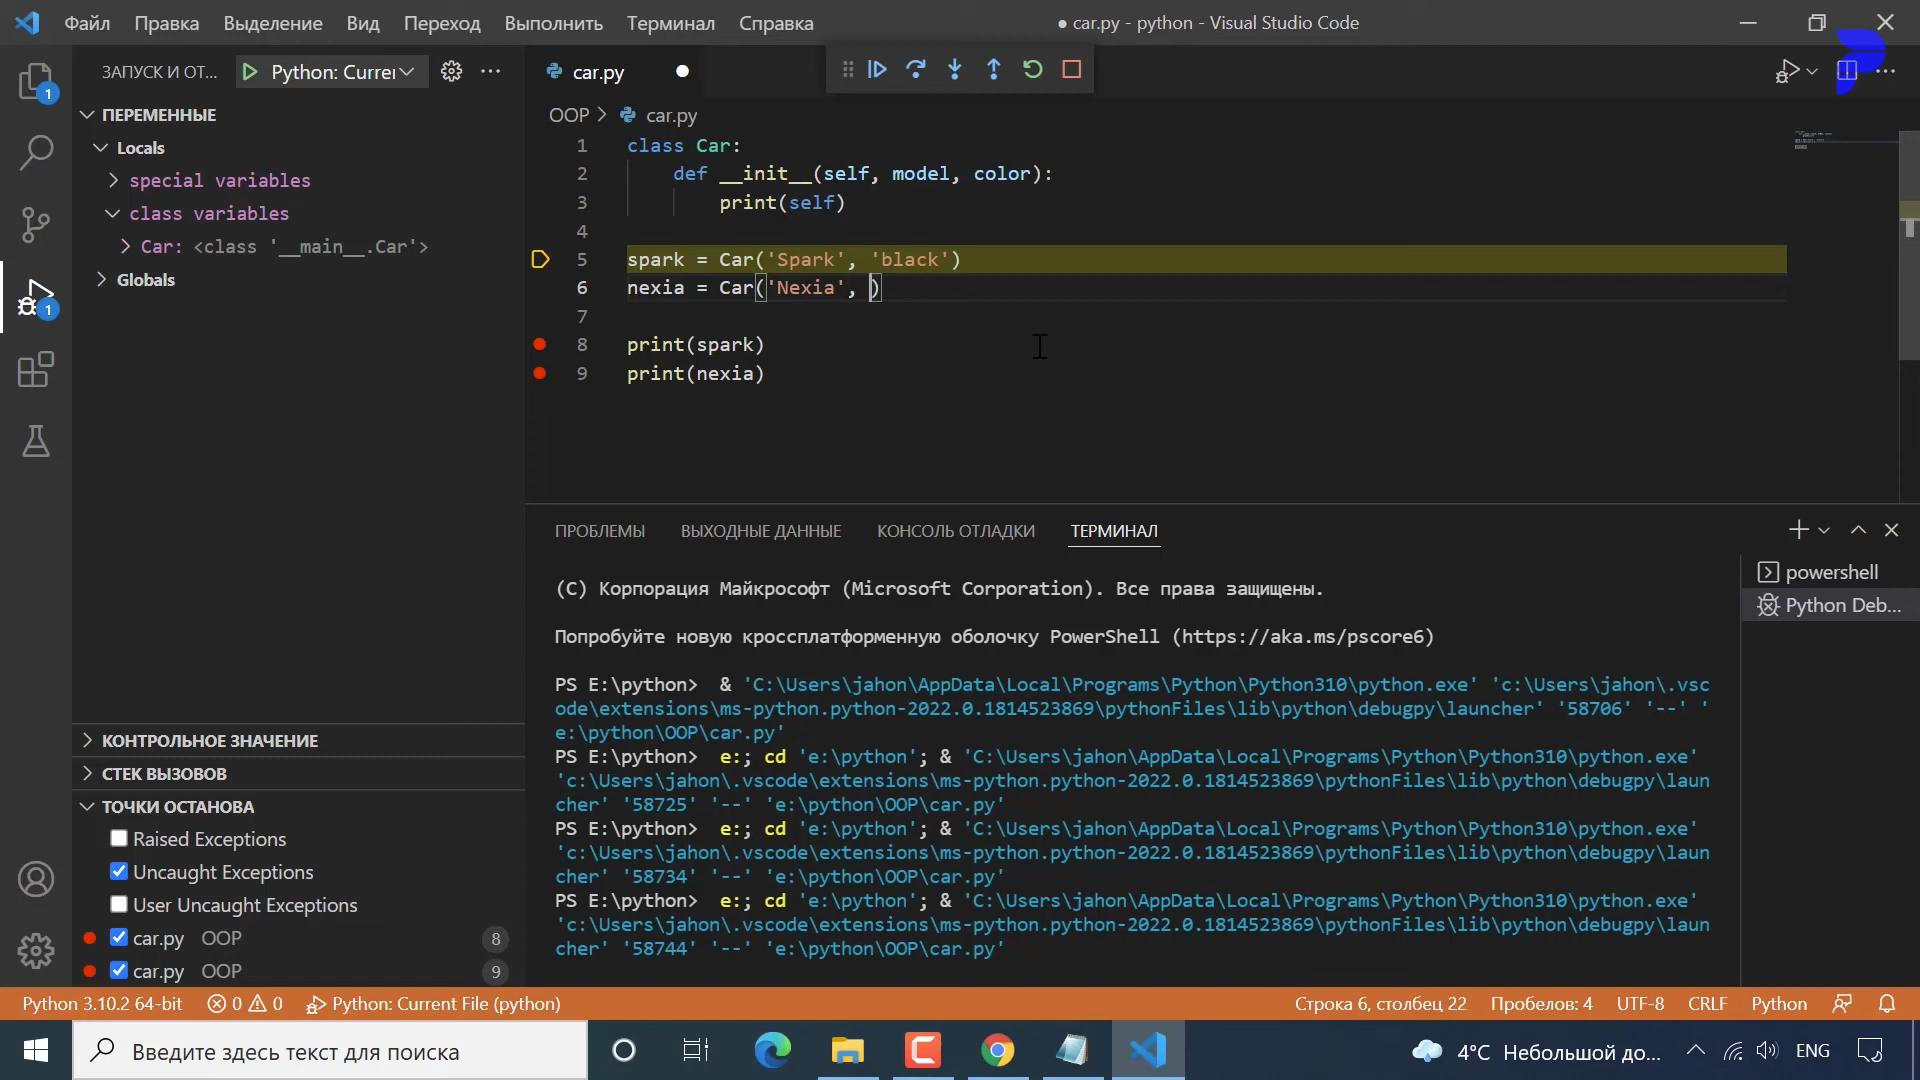 Файл Правка Выделение Вид Переход Выполнить Терминал Справка ● car.py - python - Visual Studio Code
ЗАПУСК И ОТ... Python: Currer
car.py
1
ПЕРЕМЕННЫЕ
Locals
special variables
class variables
Car: <class '__main__.Car'>
Globals
1
OOP > car.py
1 class Car:
2 def __init__(self, model, color):
3 print(self)
4
5 spark = Car('Spark', 'black')
6 nexia = Car('Nexia', )
7
8 print(spark)
9 print(nexia)
КОНТРОЛЬНОЕ ЗНАЧЕНИЕ
СТЕК ВЫЗОВОВ
ТОЧКИ ОСТАНОВА
Raised Exceptions
Uncaught Exceptions
User Uncaught Exceptions
car.py OOP 8
car.py OOP 9
ПРОБЛЕМЫ ВЫХОДНЫЕ ДАННЫЕ КОНСОЛЬ ОТЛАДКИ ТЕРМИНАЛ
(C) Корпорация Майкрософт (Microsoft Corporation). Все права защищены.
Попробуйте новую кроссплатформенную оболочку PowerShell (https://aka.ms/pscore6)
PS E:\python> & 'C:\Users\jahon\AppData\Local\Programs\Python\Python310\python.exe' 'c:\Users\jahon\.vsc
ode\extensions\ms-python.python-2022.0.1814523869\pythonFiles\lib\python\debugpy\launcher' '58706' '--' '
e:\python\OOP\car.py'
PS E:\python> e:; cd 'e:\python'; & 'C:\Users\jahon\AppData\Local\Programs\Python\Python310\python.exe'
'c:\Users\jahon\.vscode\extensions\ms-python.python-2022.0.1814523869\pythonFiles\lib\python\debugpy\laun
cher' '58725' '--' 'e:\python\OOP\car.py'
PS E:\python> e:; cd 'e:\python'; & 'C:\Users\jahon\AppData\Local\Programs\Python\Python310\python.exe'
'c:\Users\jahon\.vscode\extensions\ms-python.python-2022.0.1814523869\pythonFiles\lib\python\debugpy\laun
cher' '58734' '--' 'e:\python\OOP\car.py'
PS E:\python> e:; cd 'e:\python'; & 'C:\Users\jahon\AppData\Local\Programs\Python\Python310\python.exe'
'c:\Users\jahon\.vscode\extensions\ms-python.python-2022.0.1814523869\pythonFiles\lib\python\debugpy\laun
cher' '58744' '--' 'e:\python\OOP\car.py'
powershell
Python Deb...
Python 3.10.2 64-bit 0 0 Python: Current File (python) Строка 6, столбец 22 Пробелов: 4 UTF-8 CRLF Python
Введите здесь текст для поиска 4°C Небольшой до... ENG